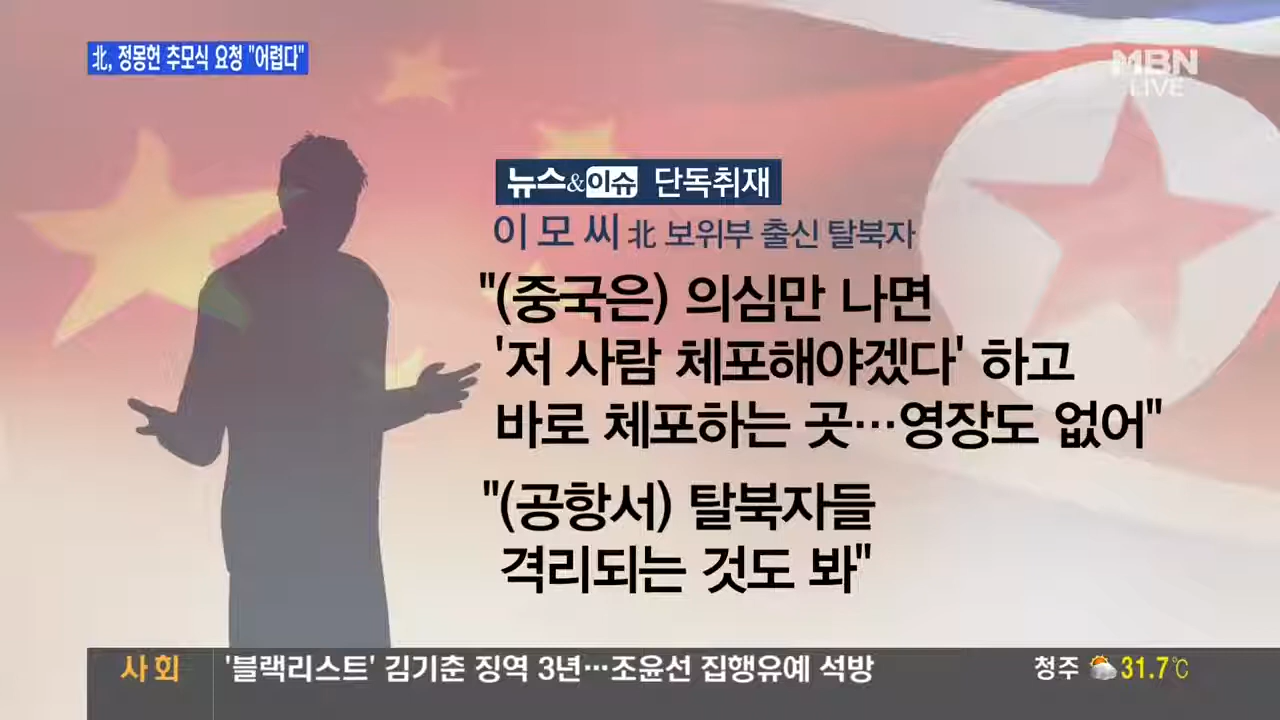 北, 정몽헌 추모식 요청 "어렵다"
MBN
LIVE
뉴스&이슈 단독취재
이 모 씨 北 보위부 출신 탈북자
"(중국은) 의심만 나면
'저 사람 체포해야겠다' 하고
바로 체포하는 곳…영장도 없어"
"(공항서) 탈북자들
격리되는 것도 봐"
사회 '블랙리스트' 김기춘 징역 3년…조윤선 집행유예 석방 청주 31.7℃